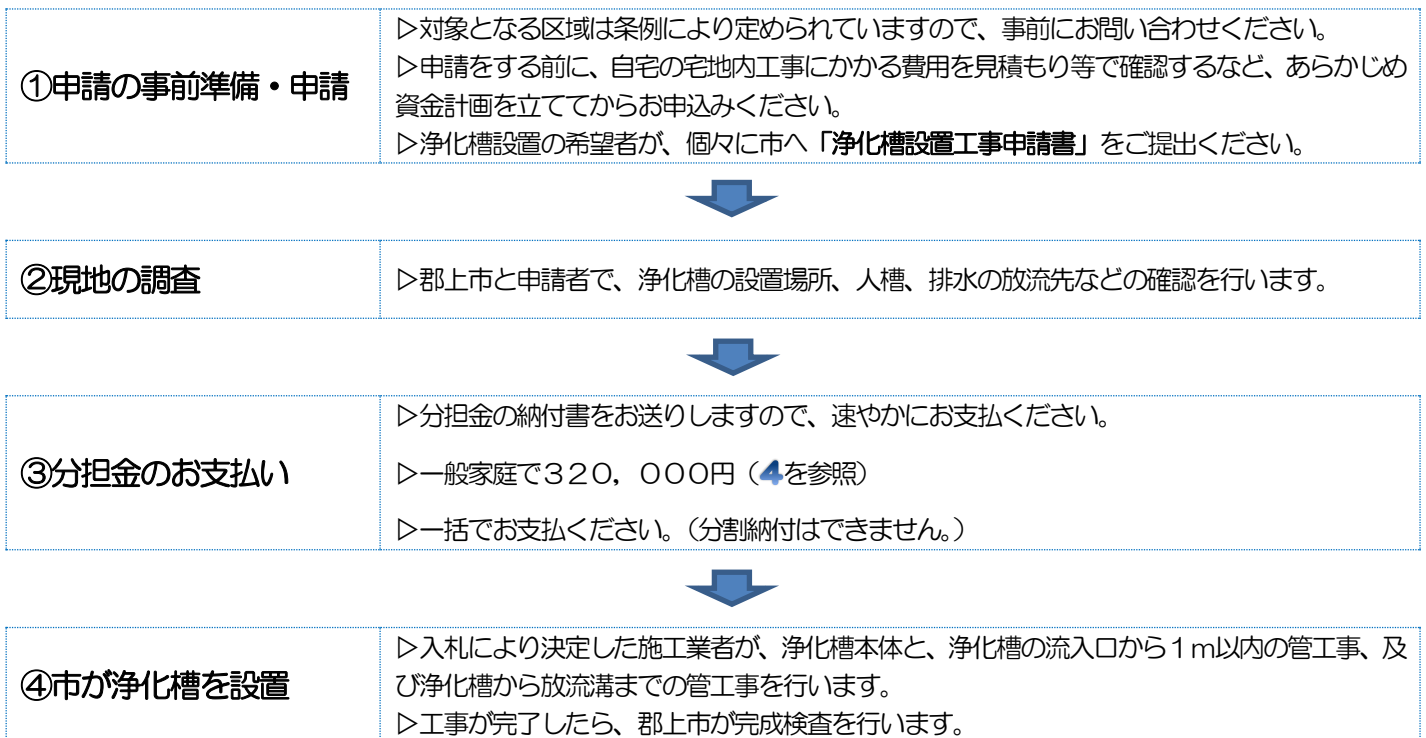 ①申請の事前準備・申請
▷対象となる区域は条例により定められていますので、事前にお問い合わせください。
▷申請をする前に、自宅の宅地内工事にかかる費用を見積もり等で確認するなど、あらかじめ
資金計画を立ててからお申込みください。
▷浄化槽設置の希望者が、個々に市へ「浄化槽設置工事申請書」をご提出ください。
②現地の調査
▷郡上市と申請者で、浄化槽の設置場所、人槽、排水の放流先などの確認を行います。
③分担金のお支払い
▷分担金の納付書をお送りしますので、速やかにお支払ください。
▷一般家庭で３２０，０００円（4を参照）
▷一括でお支払ください。（分割納付はできません。）
④市が浄化槽を設置
▷入札により決定した施工業者が、浄化槽本体と、浄化槽の流入口から１ｍ以内の管工事、及
び浄化槽から放流溝までの管工事を行います。
▷工事が完了したら、郡上市が完成検査を行います。